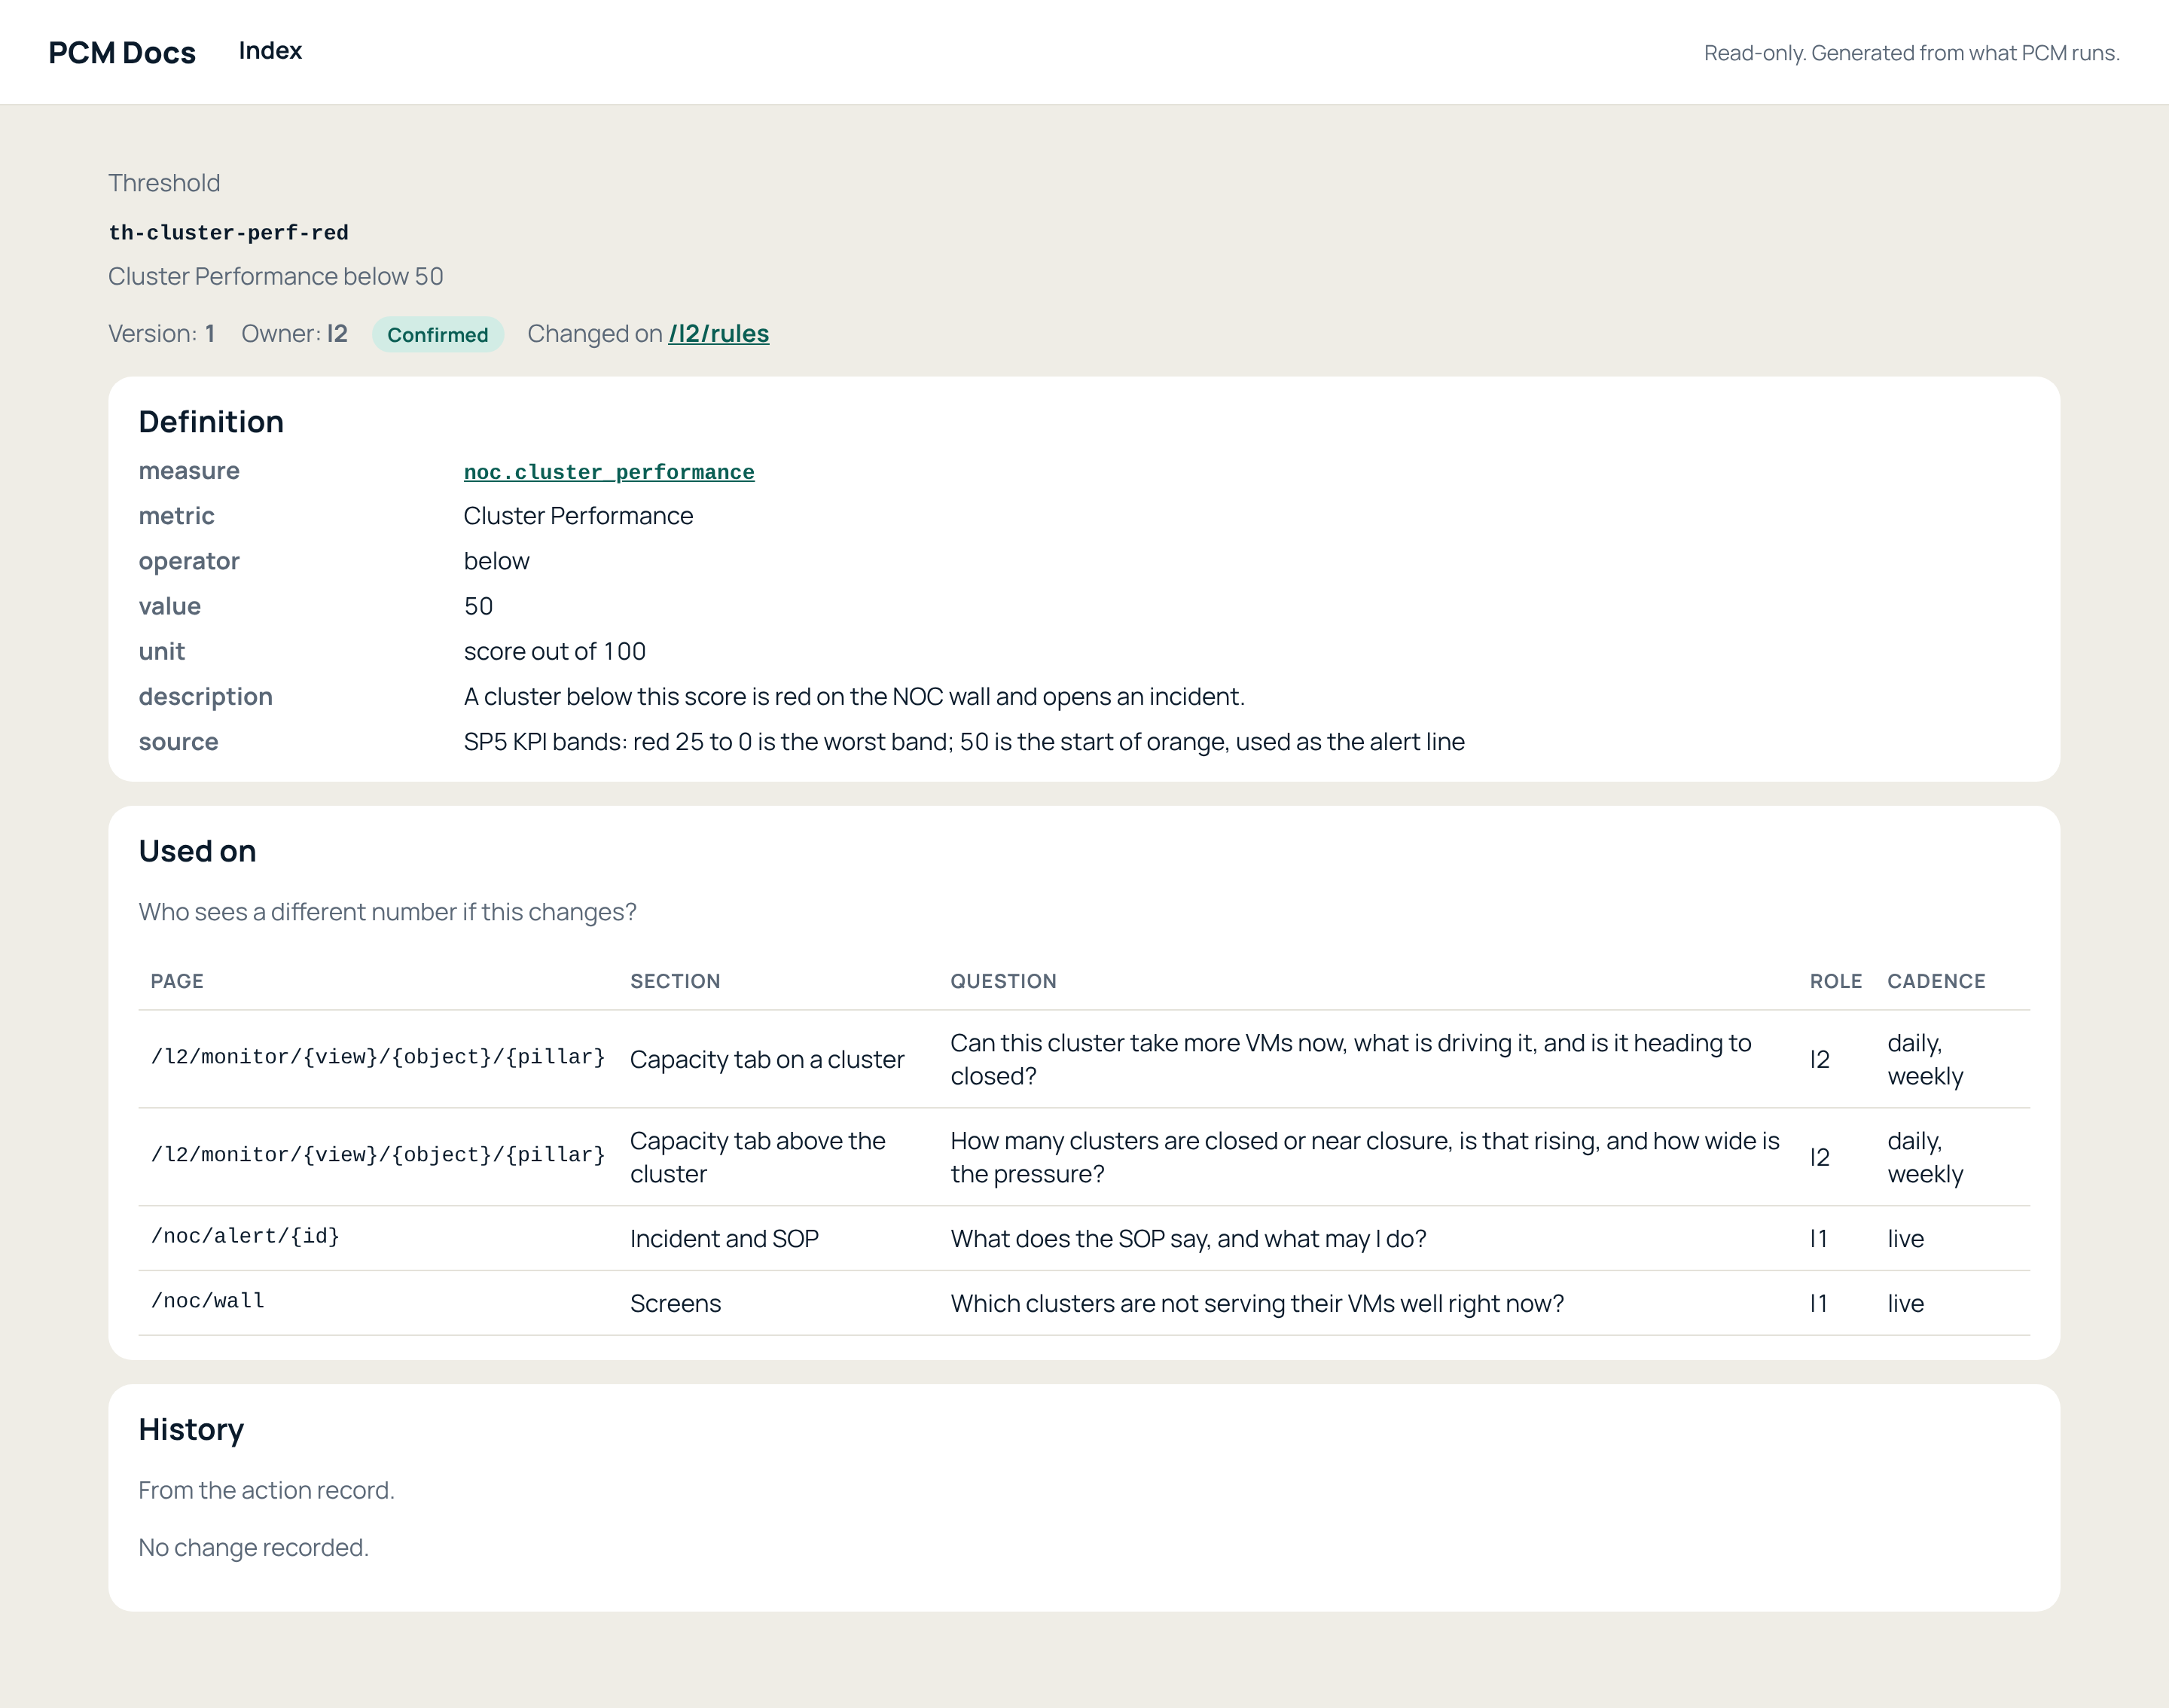 PCM Docs
Index
Read-only. Generated from what PCM runs.
Threshold
th-cluster-perf-red
Cluster Performance below 50
Version: 1 Owner: l2 Confirmed Changed on /l2/rules
Definition
measure noc.cluster_performance
metric Cluster Performance
operator below
value 50
unit score out of 100
description A cluster below this score is red on the NOC wall and opens an incident.
source SP5 KPI bands: red 25 to 0 is the worst band; 50 is the start of orange, used as the alert line
Used on
Who sees a different number if this changes?
PAGE SECTION QUESTION ROLE CADENCE
/l2/monitor/{view}/{object}/{pillar} Capacity tab on a cluster Can this cluster take more VMs now, what is driving it, and is it heading to closed? l2 daily, weekly
/l2/monitor/{view}/{object}/{pillar} Capacity tab above the cluster How many clusters are closed or near closure, is that rising, and how wide is the pressure? l2 daily, weekly
/noc/alert/{id} Incident and SOP What does the SOP say, and what may I do? l1 live
/noc/wall Screens Which clusters are not serving their VMs well right now? l1 live
History
From the action record.
No change recorded.